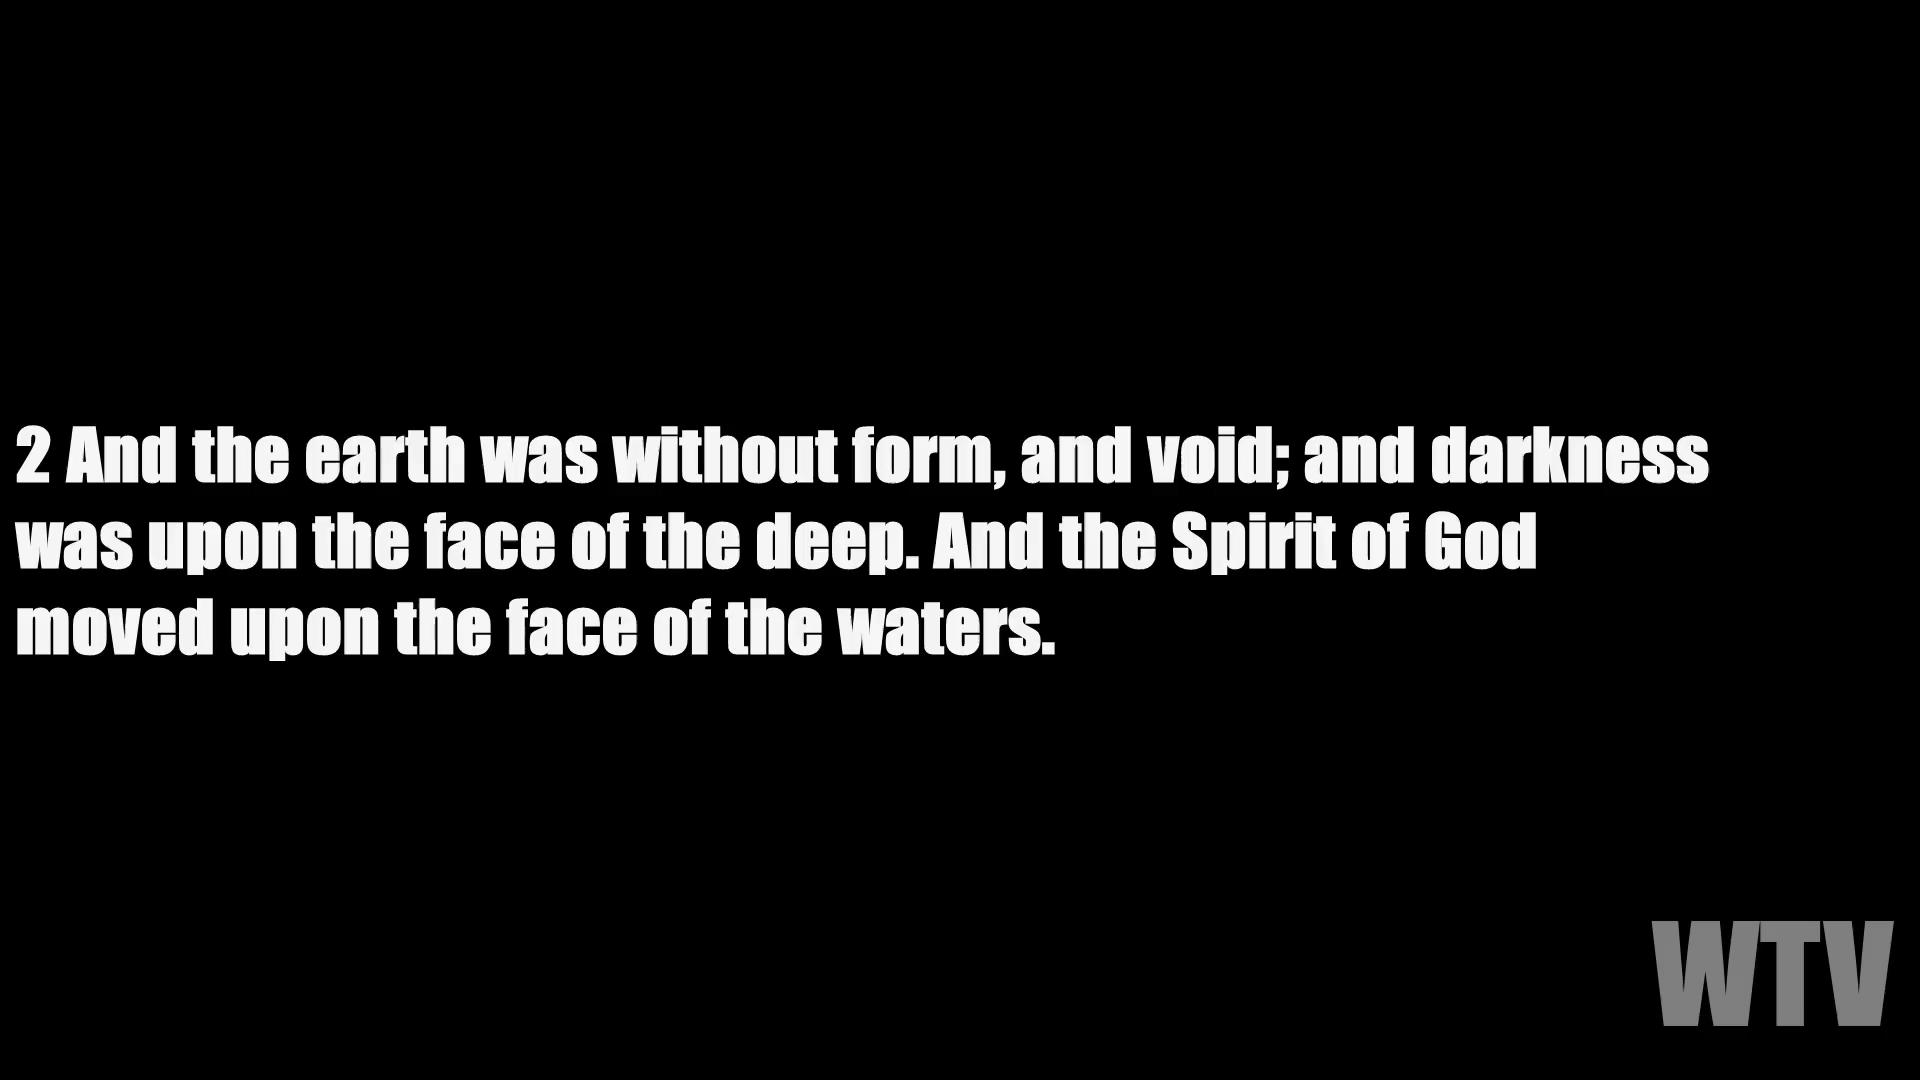 2 And the earth was without form, and void; and darkness
was upon the face of the deep. And the Spirit of God
moved upon the face of the waters.
WTV